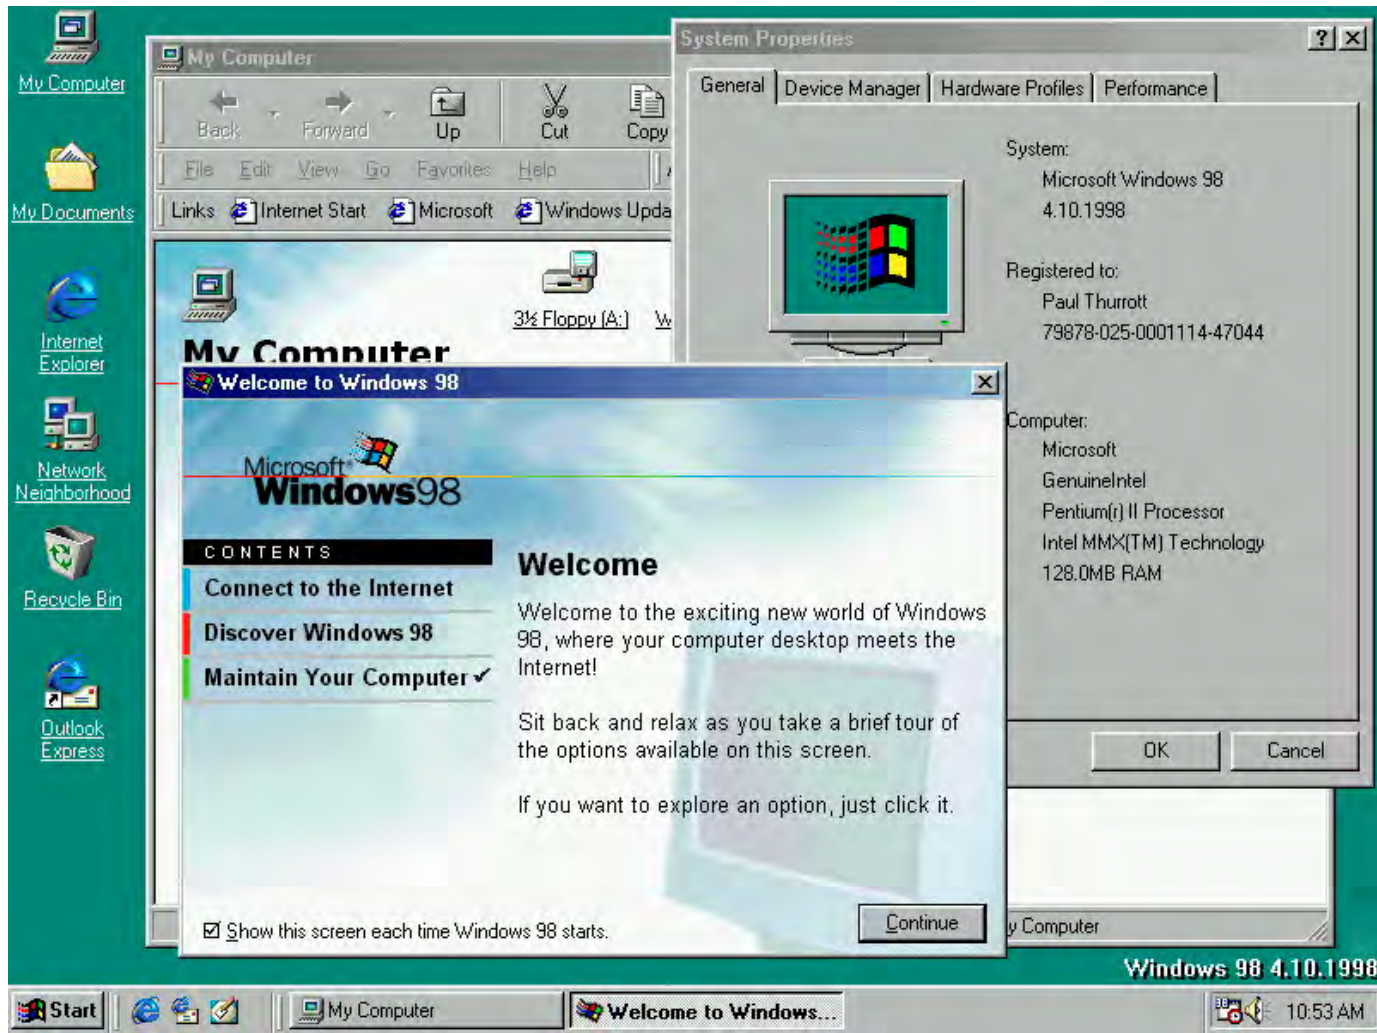 My Computer
My Documents
Internet
Explorer
Network
Neighborhood
Recycle Bin
Outlook
Express
My Computer
Back
Forward
Up
Cut
Copy
File Edit View Go Favorites Help
Links Internet Start Microsoft Windows Upda
3½ Floppy (A:)
W
My Computer
System Properties
General Device Manager Hardware Profiles Performance
System:
Microsoft Windows 98
4.10.1998
Registered to:
Paul Thurrott
79878-025-0001114-47044
Computer:
Microsoft
GenuineIntel
Pentium(r) II Processor
Intel MMX(TM) Technology
128.0MB RAM
OK
Cancel
Welcome to Windows 98
Microsoft
Windows98
CONTENTS
Connect to the Internet
Discover Windows 98
Maintain Your Computer
Welcome
Welcome to the exciting new world of Windows
98, where your computer desktop meets the
Internet!
Sit back and relax as you take a brief tour of
the options available on this screen.
If you want to explore an option, just click it.
Show this screen each time Windows 98 starts.
Continue
y Computer
Windows 98 4.10.1998
Start
My Computer
Welcome to Windows...
10:53 AM